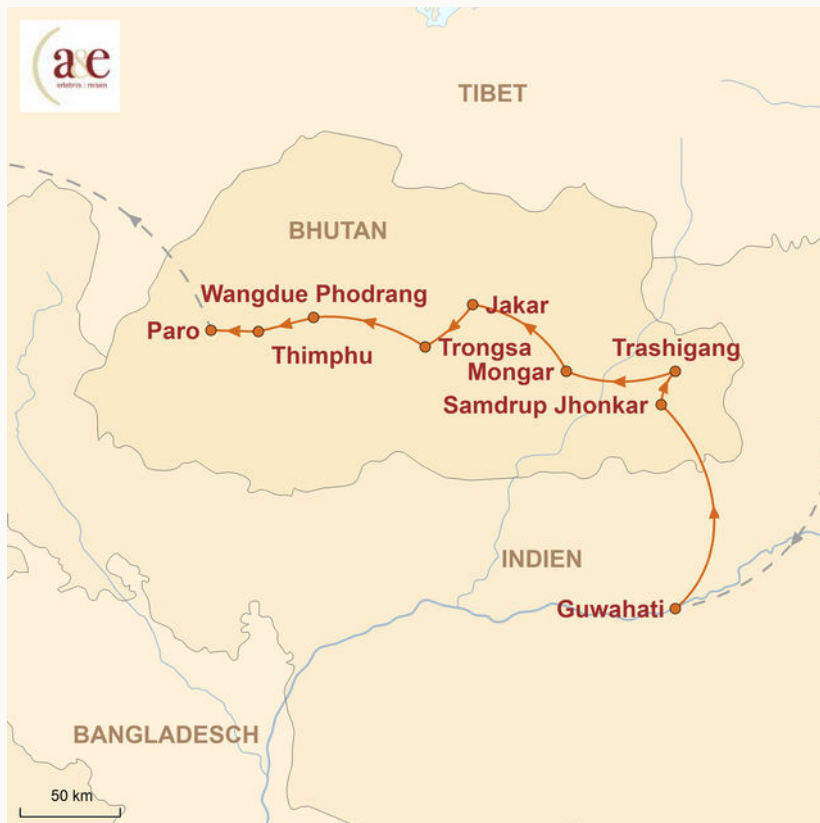 a&e
erlebnis : reisen
TIBET
BHUTAN
Wangdue Phodrang
Jakar
Paro
Thimphu
Trongsa
Trashigang
Mongar
Samdrup Jhonkar
INDIEN
Guwahati
BANGLADESCH
50 km